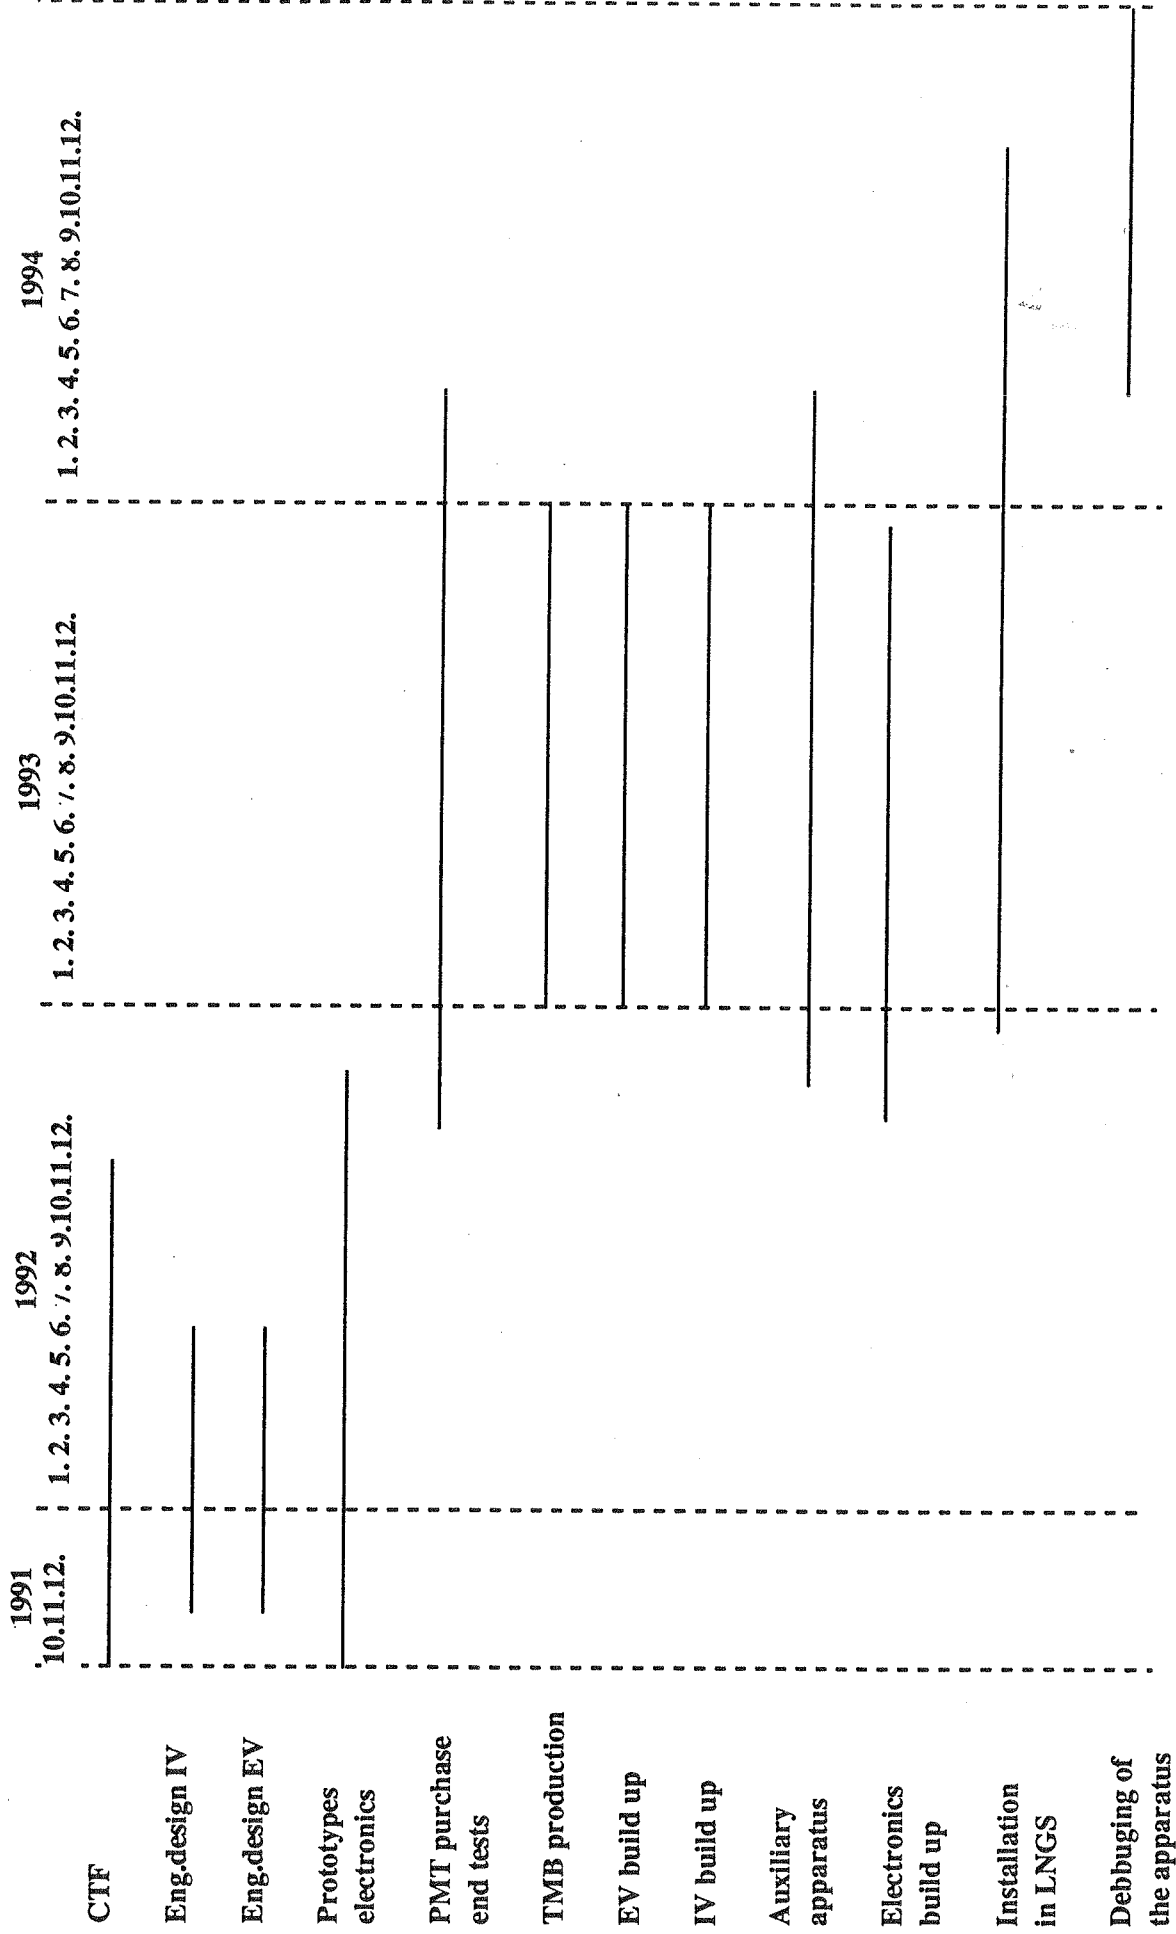 1991 1992 1993 1994
10.11.12. 1. 2. 3. 4. 5. 6. 7. 8. 9.10.11.12. 1. 2. 3. 4. 5. 6. 7. 8. 9.10.11.12. 1. 2. 3. 4. 5. 6. 7. 8. 9.10.11.12.
CTF
Eng.design IV
Eng.design EV
Prototypes
electronics
PMT purchase
end tests
TMB production
EV build up
IV build up
Auxiliary
apparatus
Electronics
build up
Installation
in LNGS
Debbuging of
the apparatus